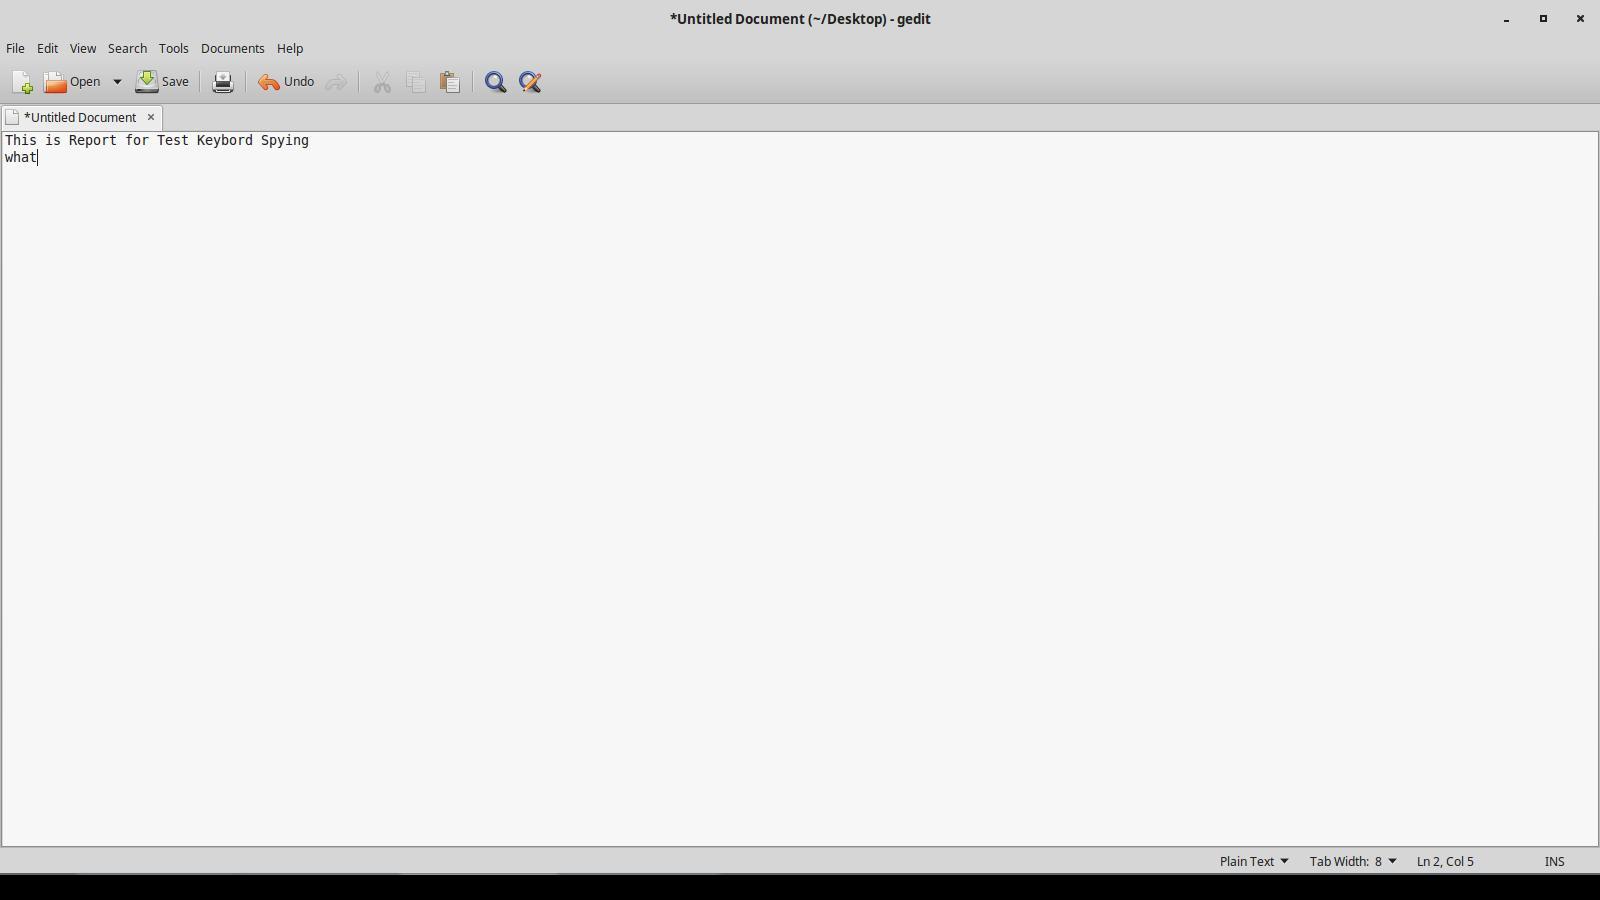 *Untitled Document (~/Desktop) - gedit
File Edit View Search Tools Documents Help
Open Save Undo
*Untitled Document ×
This is Report for Test Keybord Spying
what
Plain Text Tab Width: 8 Ln 2, Col 5 INS